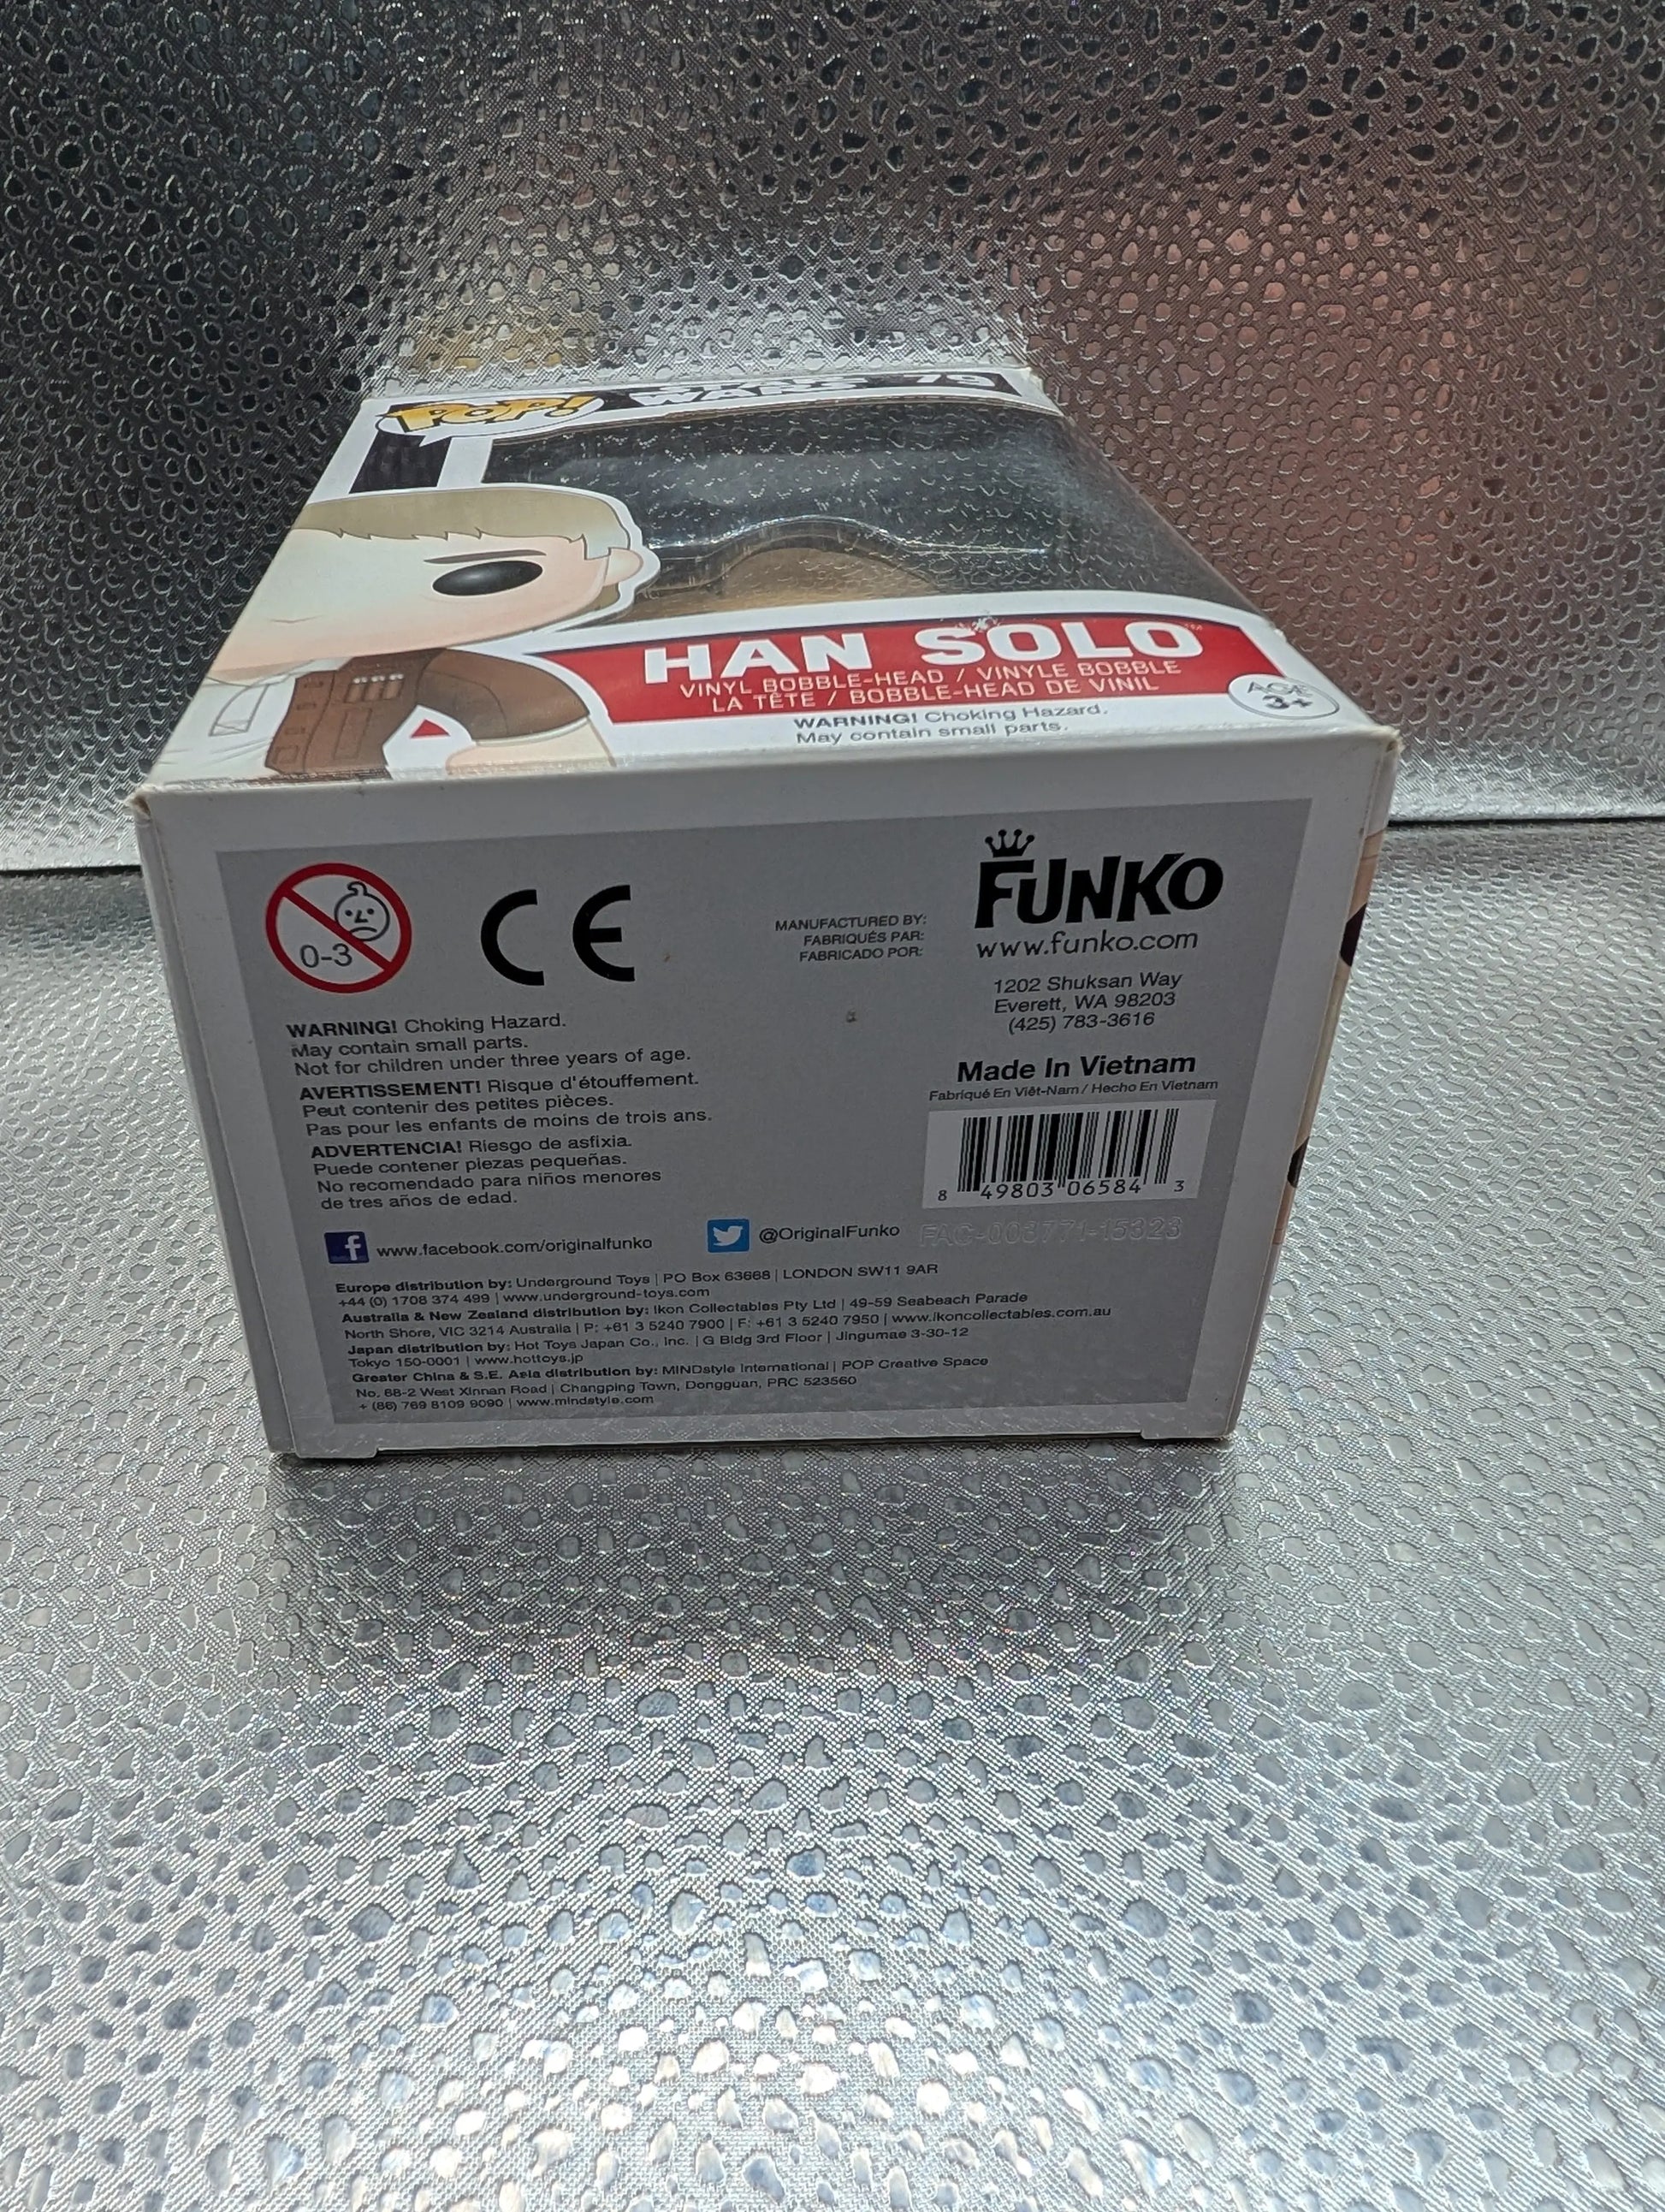 POP!
STAR WARS
79
HAN SOLO™
VINYL BOBBLE-HEAD / VINYLE BOBBLE
LA TÊTE / BOBBLE-HEAD DE VINIL
WARNING! Choking Hazard.
May contain small parts.
AGE
3+
0-3
CE
MANUFACTURED BY:
FABRIQUÉS PAR:
FABRICADO POR:
FUNKO
www.funko.com
1202 Shuksan Way
Everett, WA 98203
(425) 783-3616
WARNING! Choking Hazard.
May contain small parts.
Not for children under three years of age.
AVERTISSEMENT! Risque d'étouffement.
Peut contenir des petites pièces.
Pas pour les enfants de moins de trois ans.
ADVERTENCIA! Riesgo de asfixia.
Puede contener piezas pequeñas.
No recomendado para niños menores
de tres años de edad.
Made In Vietnam
Fabriqué En Viêt-Nam / Hecho En Vietnam
8 49803 06584 3
FAC-003771-15323
f www.facebook.com/originalfunko
@OriginalFunko
Europe distribution by: Underground Toys | PO Box 63668 | LONDON SW11 9AR
+44 (0) 1708 374 499 | www.underground-toys.com
Australia & New Zealand distribution by: Ikon Collectables Pty Ltd | 49-59 Seabeach Parade
North Shore, VIC 3214 Australia | P: +61 3 5240 7900 | F: +61 3 5240 7950 | www.ikoncollectables.com.au
Japan distribution by: Hot Toys Japan Co., Inc. | G Bldg 3rd Floor | Jingumae 3-30-12
Tokyo 150-0001 | www.hottoys.jp
Greater China & S.E. Asia distribution by: MINDstyle International | POP Creative Space
No. 68-2 West Xinnan Road | Changping Town, Dongguan, PRC 523560
+ (86) 769 8109 9090 | www.mindstyle.com